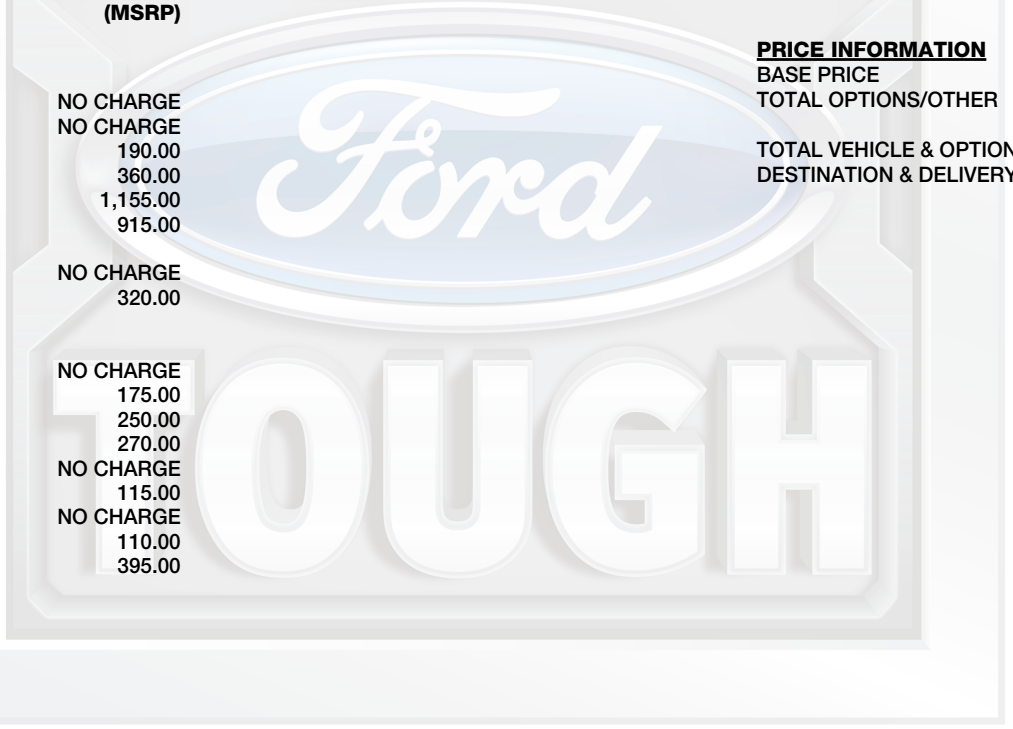 (MSRP)
NO CHARGE
NO CHARGE
190.00
360.00
1,155.00
915.00
NO CHARGE
320.00
NO CHARGE
175.00
250.00
270.00
NO CHARGE
115.00
NO CHARGE
110.00
395.00
PRICE INFORMATION
BASE PRICE
TOTAL OPTIONS/OTHER
TOTAL VEHICLE & OPTION
DESTINATION & DELIVERY
Ford
TOUGH